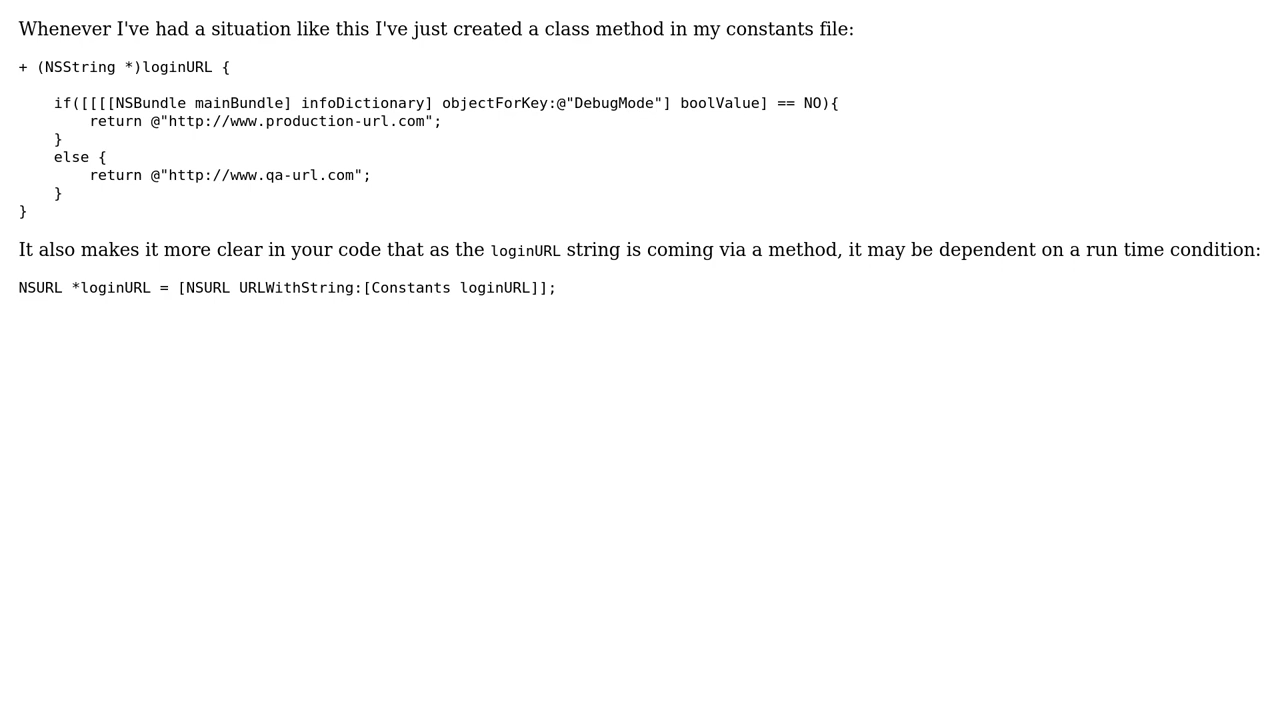 Whenever I've had a situation like this I've just created a class method in my constants file:
+ (NSString *)loginURL {
    if([[[[NSBundle mainBundle] infoDictionary] objectForKey:@"DebugMode"] boolValue] == NO){
        return @"http://www.production-url.com";
    }
    else {
        return @"http://www.qa-url.com";
    }
}
It also makes it more clear in your code that as the loginURL string is coming via a method, it may be dependent on a run time condition:
NSURL *loginURL = [NSURL URLWithString:[Constants loginURL]];